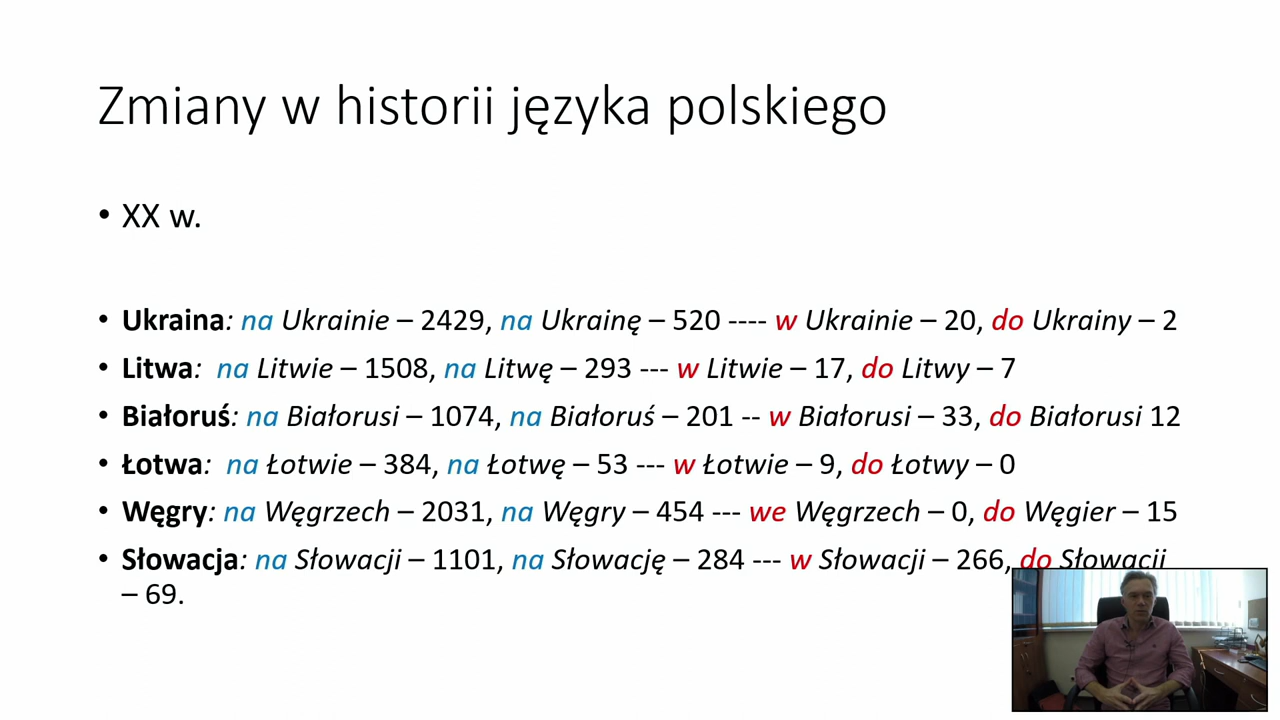 Zmiany w historii języka polskiego
• XX w.
• Ukraina: na Ukrainie – 2429, na Ukrainę – 520 ---- w Ukrainie – 20, do Ukrainy – 2
• Litwa: na Litwie – 1508, na Litwę – 293 --- w Litwie – 17, do Litwy – 7
• Białoruś: na Białorusi – 1074, na Białoruś – 201 -- w Białorusi – 33, do Białorusi 12
• Łotwa: na Łotwie – 384, na Łotwę – 53 --- w Łotwie – 9, do Łotwy – 0
• Węgry: na Węgrzech – 2031, na Węgry – 454 --- we Węgrzech – 0, do Węgier – 15
• Słowacja: na Słowacji – 1101, na Słowację – 284 --- w Słowacji – 266, do Słowacji
– 69.